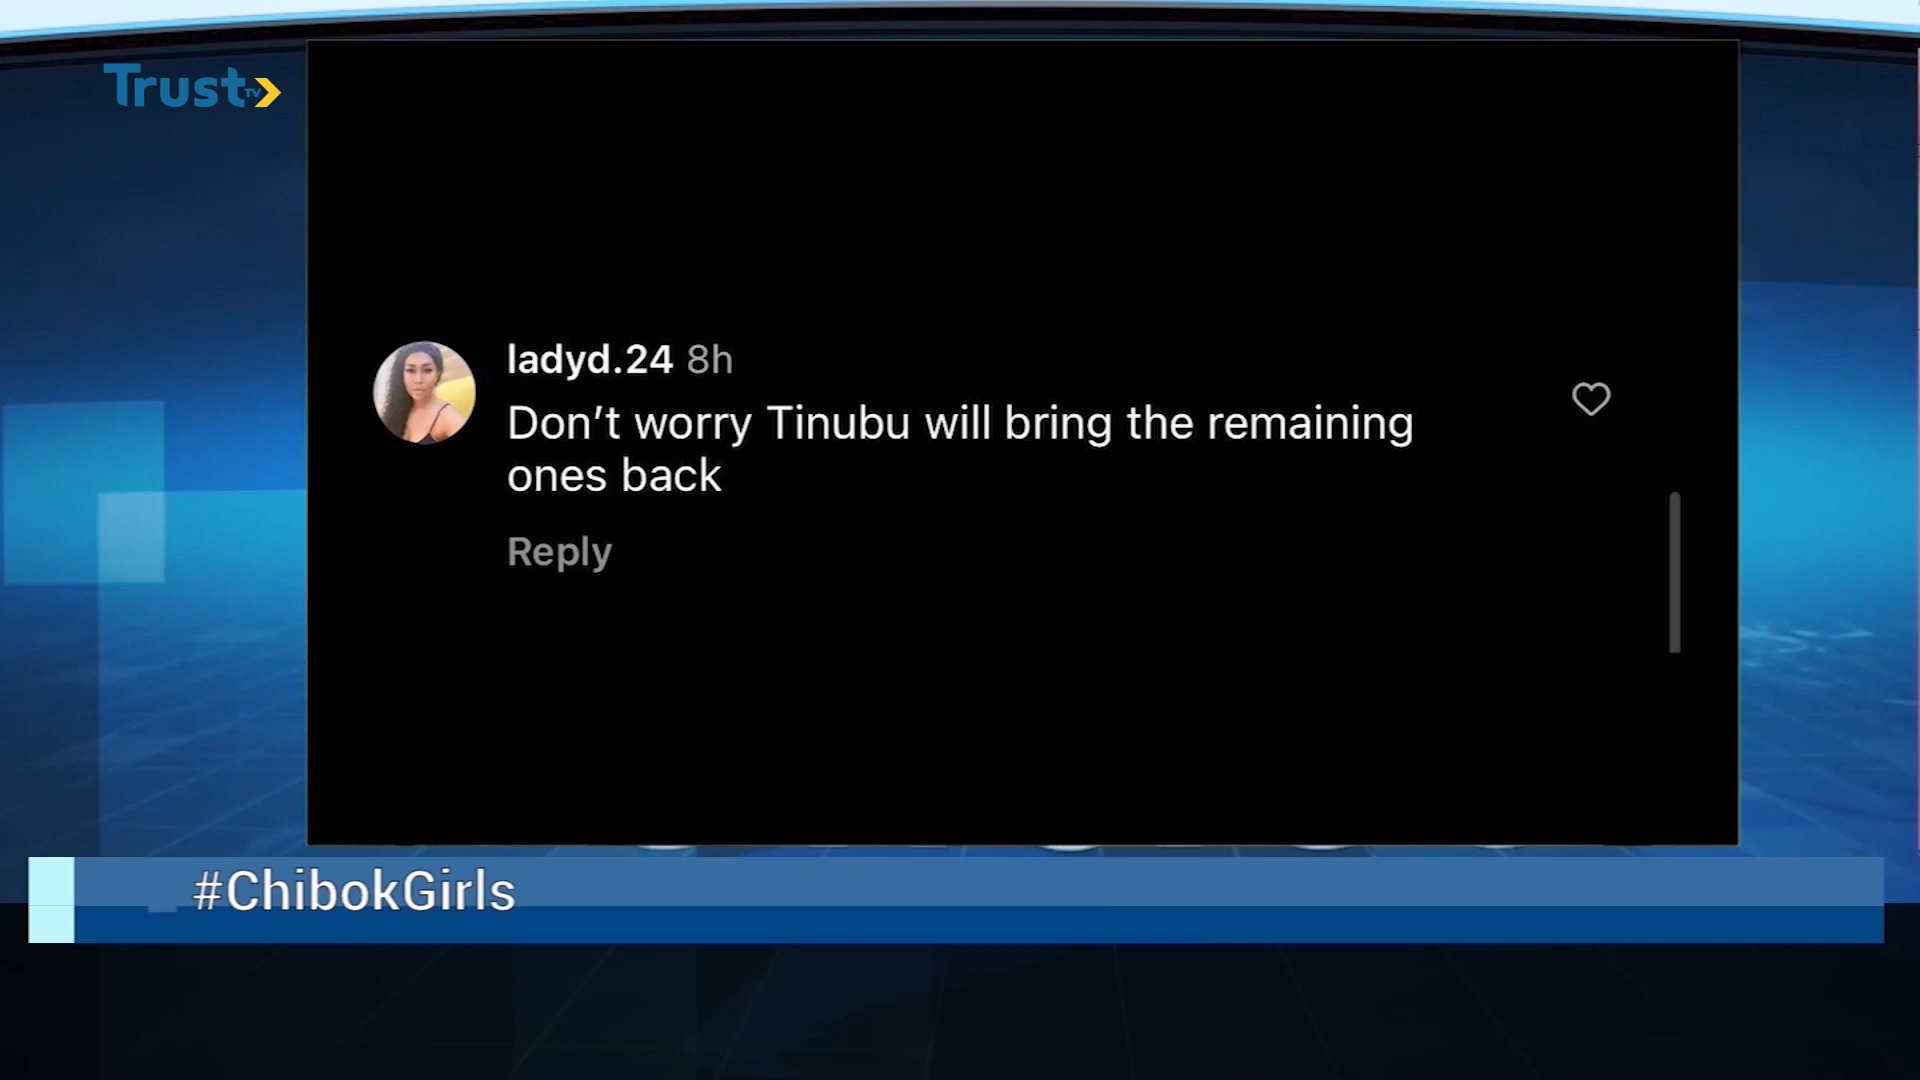 Trust TV
ladyd.24 8h
Don’t worry Tinubu will bring the remaining
ones back
Reply
#ChibokGirls